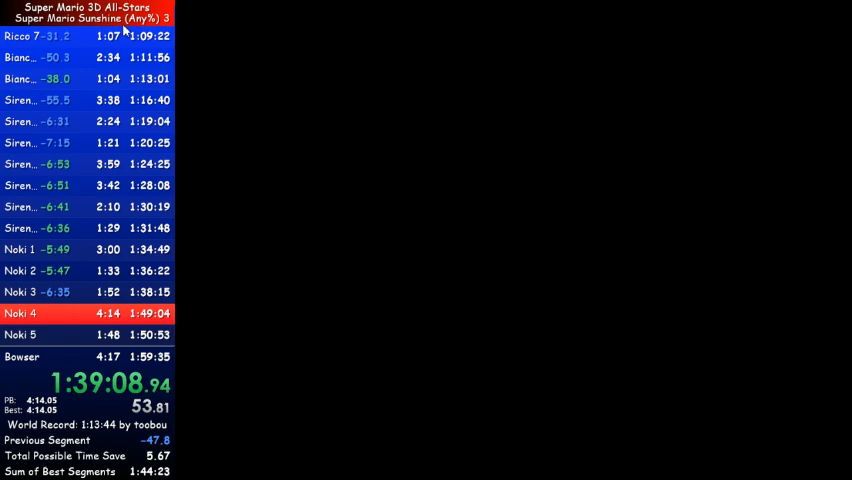 Super Mario 3D All-Stars
Super Mario Sunshine (Any%) 3
Ricco 7 -31.2 1:07 1:09:22
Bianc... -50.3 2:34 1:11:56
Bianc... -38.0 1:04 1:13:01
Siren... -55.5 3:38 1:16:40
Siren... -6:31 2:24 1:19:04
Siren... -7:15 1:21 1:20:25
Siren... -6:53 3:59 1:24:25
Siren... -6:51 3:42 1:28:08
Siren... -6:41 2:10 1:30:19
Siren... -6:36 1:29 1:31:48
Noki 1 -5:49 3:00 1:34:49
Noki 2 -5:47 1:33 1:36:22
Noki 3 -6:35 1:52 1:38:15
Noki 4 4:14 1:49:04
Noki 5 1:48 1:50:53
Bowser 4:17 1:59:35
1:39:08.94
PB: 4:14.05
Best: 4:14.05
53.81
World Record: 1:13:44 by toobou
Previous Segment -47.8
Total Possible Time Save 5.67
Sum of Best Segments 1:44:23